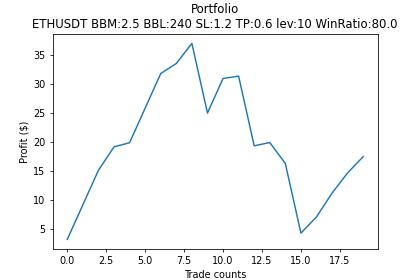 Portfolio
ETHUSDT BBM:2.5 BBL:240 SL:1.2 TP:0.6 lev:10 WinRatio:80.0
Profit ($)
35
30
25
20
15
10
5
0.0 2.5 5.0 7.5 10.0 12.5 15.0 17.5
Trade counts